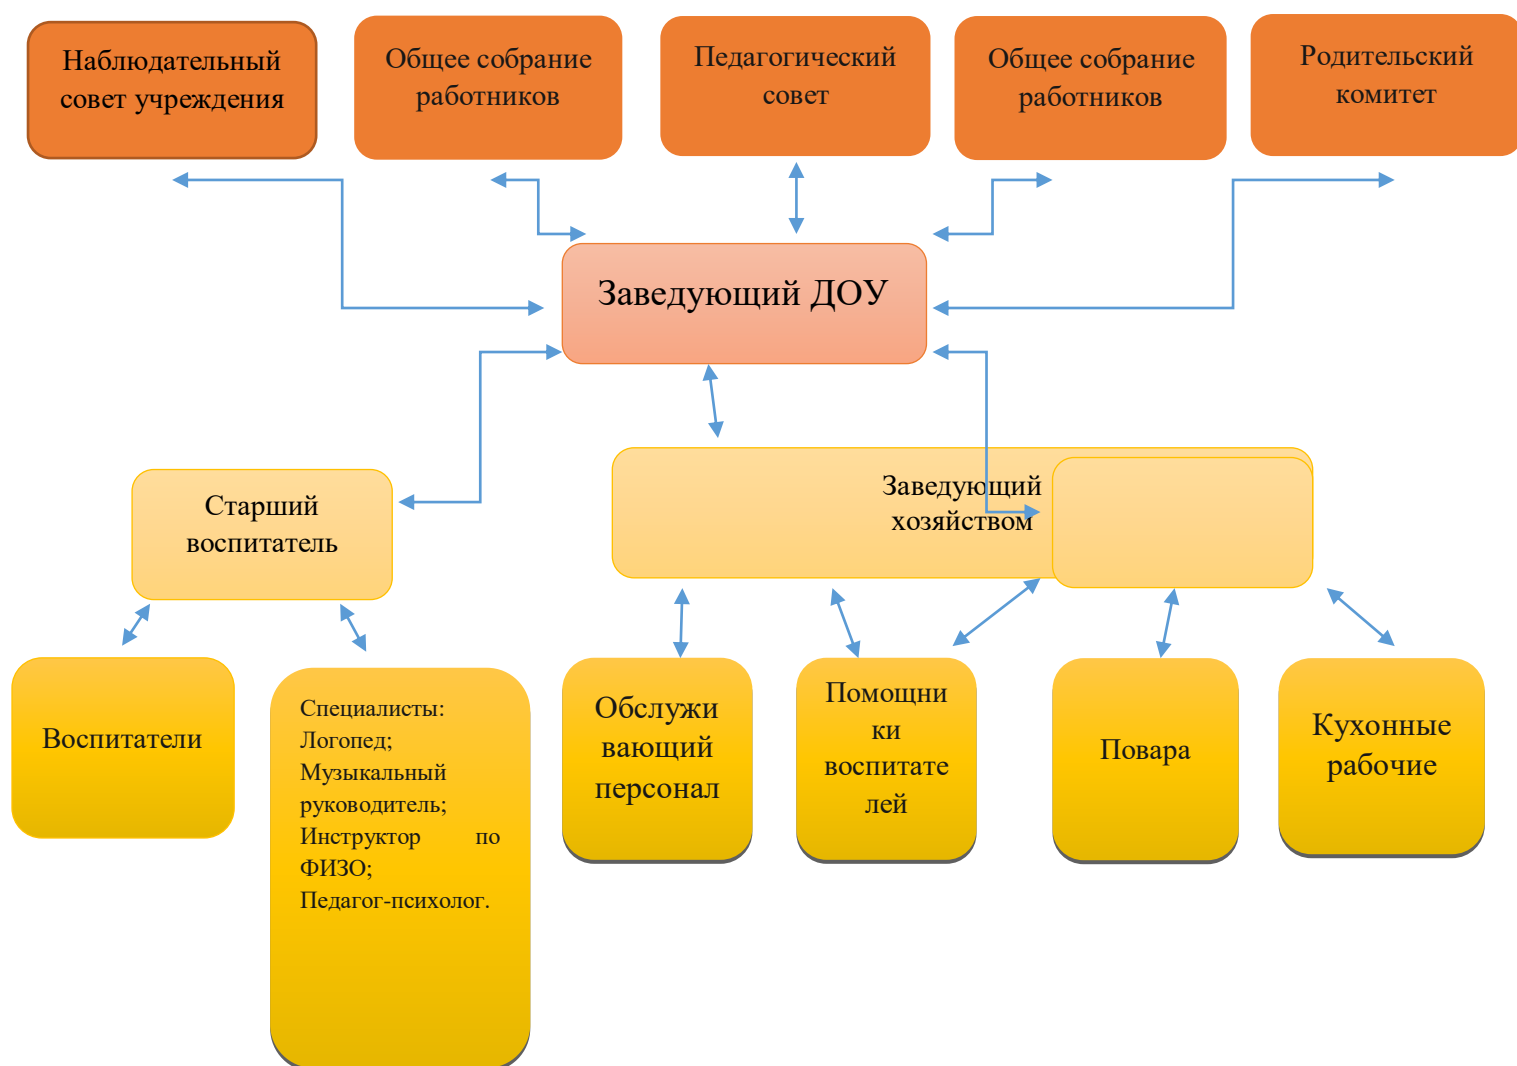 Наблюдательный
совет учреждения
Общее собрание
работников
Педагогический
совет
Общее собрание
работников
Родительский
комитет
Заведующий ДОУ
Старший
воспитатель
Заведующий
хозяйством
Воспитатели
Специалисты:
Логопед;
Музыкальный
руководитель;
Инструктор по
ФИЗО;
Педагог-психолог.
Обслужи
вающий
персонал
Помощни
ки
воспитате
лей
Повара
Кухонные
рабочие